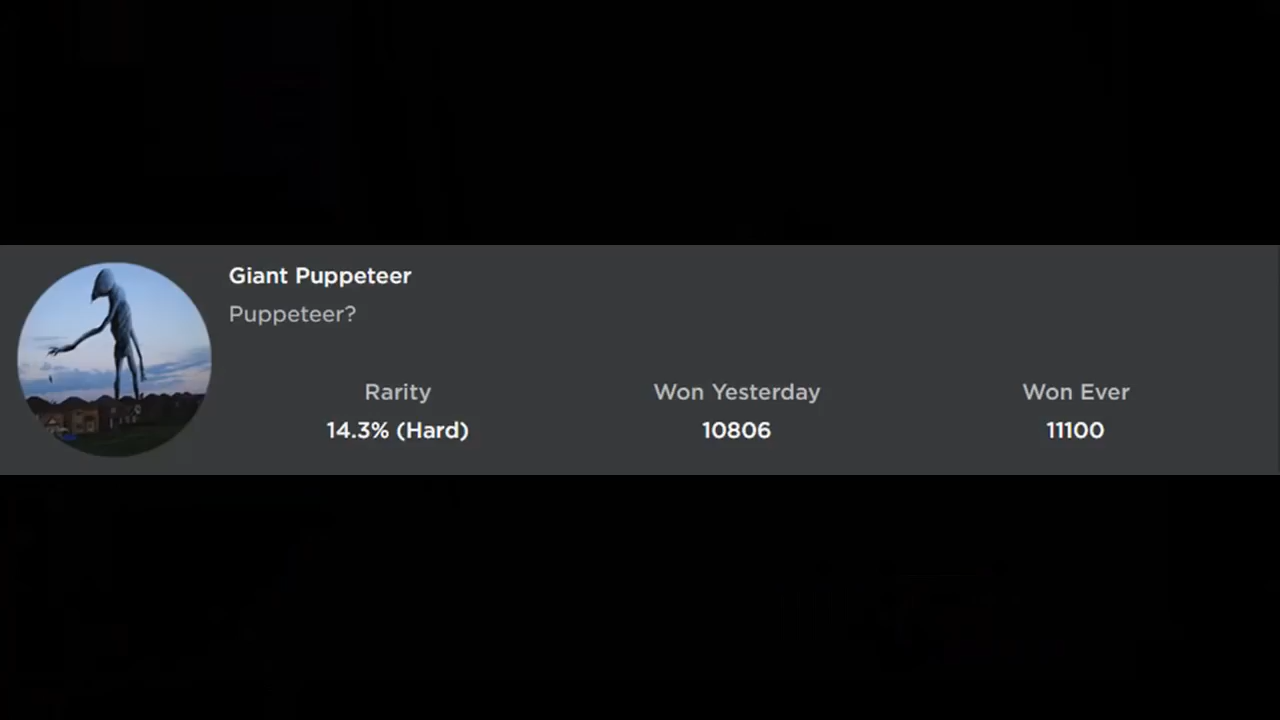 Giant Puppeteer
Puppeteer?
Rarity Won Yesterday Won Ever
14.3% (Hard) 10806 11100